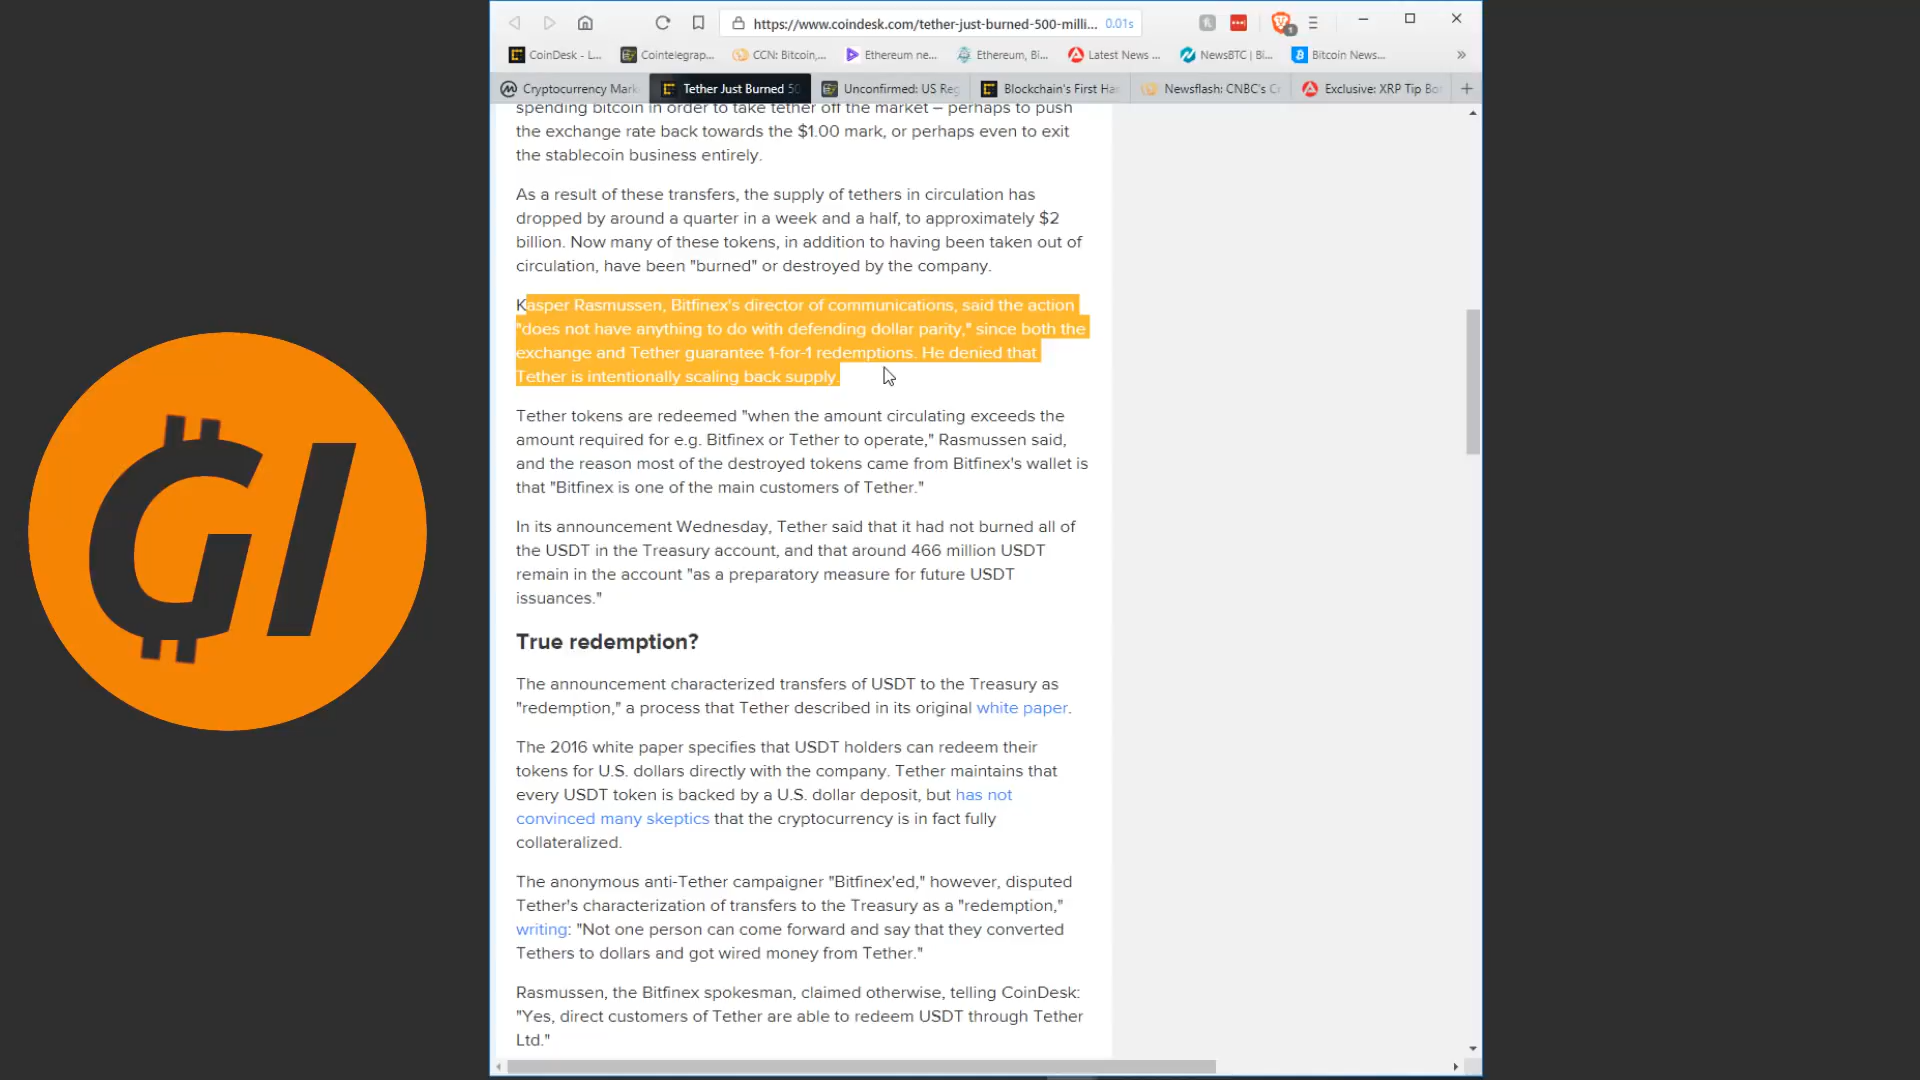 https://www.coindesk.com/tether-just-burned-500-milli... 0.01s
1
CoinDesk - L... Cointelegrap... CCN: Bitcoin,... Ethereum ne... Ethereum, Bi... Latest News ... NewsBTC | Bi... Bitcoin News... »
Cryptocurrency Mark Tether Just Burned 50 Unconfirmed: US Reg Blockchain's First Ha Newsflash: CNBC's C Exclusive: XRP Tip Bo
spending bitcoin in order to take tether off the market – perhaps to push
the exchange rate back towards the $1.00 mark, or perhaps even to exit
the stablecoin business entirely.
As a result of these transfers, the supply of tethers in circulation has
dropped by around a quarter in a week and a half, to approximately $2
billion. Now many of these tokens, in addition to having been taken out of
circulation, have been "burned" or destroyed by the company.
Kasper Rasmussen, Bitfinex's director of communications, said the action
"does not have anything to do with defending dollar parity," since both the
exchange and Tether guarantee 1-for-1 redemptions. He denied that
Tether is intentionally scaling back supply.
Tether tokens are redeemed "when the amount circulating exceeds the
amount required for e.g. Bitfinex or Tether to operate," Rasmussen said,
and the reason most of the destroyed tokens came from Bitfinex's wallet is
that "Bitfinex is one of the main customers of Tether."
In its announcement Wednesday, Tether said that it had not burned all of
the USDT in the Treasury account, and that around 466 million USDT
remain in the account "as a preparatory measure for future USDT
issuances."
True redemption?
The announcement characterized transfers of USDT to the Treasury as
"redemption," a process that Tether described in its original white paper.
The 2016 white paper specifies that USDT holders can redeem their
tokens for U.S. dollars directly with the company. Tether maintains that
every USDT token is backed by a U.S. dollar deposit, but has not
convinced many skeptics that the cryptocurrency is in fact fully
collateralized.
The anonymous anti-Tether campaigner "Bitfinex'ed," however, disputed
Tether's characterization of transfers to the Treasury as a "redemption,"
writing: "Not one person can come forward and say that they converted
Tethers to dollars and got wired money from Tether."
Rasmussen, the Bitfinex spokesman, claimed otherwise, telling CoinDesk:
"Yes, direct customers of Tether are able to redeem USDT through Tether
Ltd."
GI